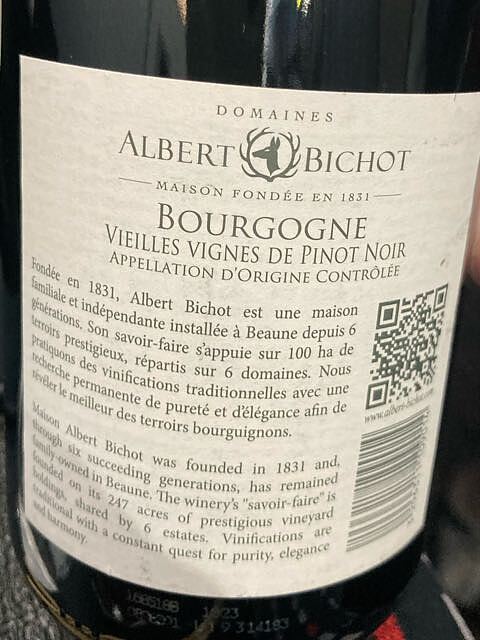 DOMAINES
ALBERT BICHOT
MAISON FONDÉE EN 1831
BOURGOGNE
VIEILLES VIGNES DE PINOT NOIR
APPELLATION D'ORIGINE CONTRÔLÉE
Fondée en 1831, Albert Bichot est une maison
familiale et indépendante installée à Beaune depuis 6
générations. Son savoir-faire s'appuie sur 100 ha de
terroirs prestigieux, répartis sur 6 domaines. Nous
pratiquons des vinifications traditionnelles avec une
recherche permanente de pureté et d'élégance afin de
révéler le meilleur des terroirs bourguignons.
www.albert-bichot.com
Maison Albert Bichot was founded in 1831 and,
through six succeeding generations, has remained
family-owned in Beaune. The winery's "savoir-faire" is
founded on its 247 acres of prestigious vineyard
holdings, shared by 6 estates. Vinifications are
traditional with a constant quest for purity, elegance
and harmony.